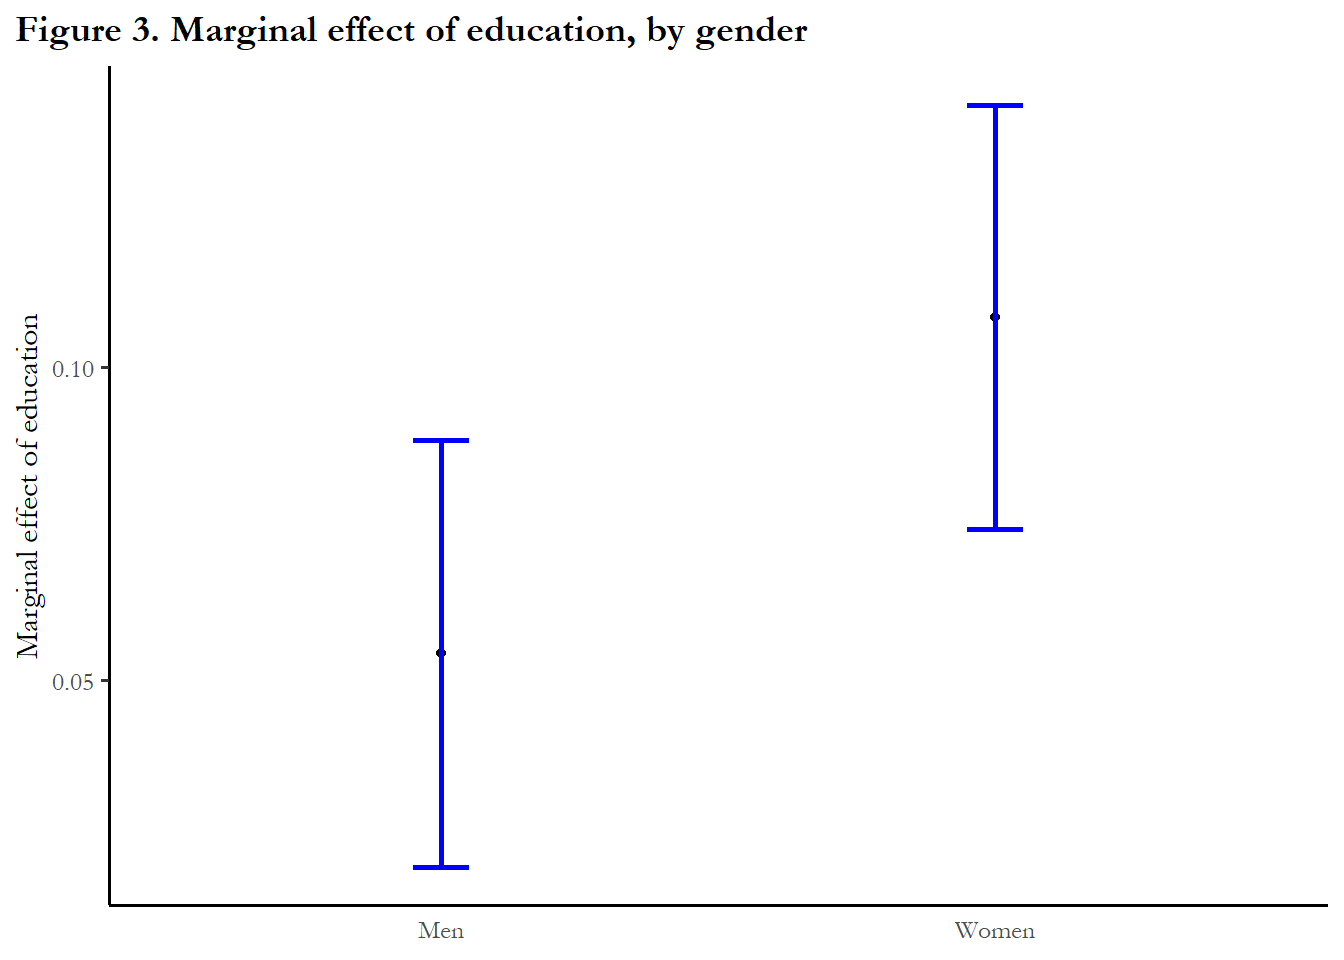 Figure 3. Marginal effect of education, by gender
Marginal effect of education
0.10
0.05
Men
Women